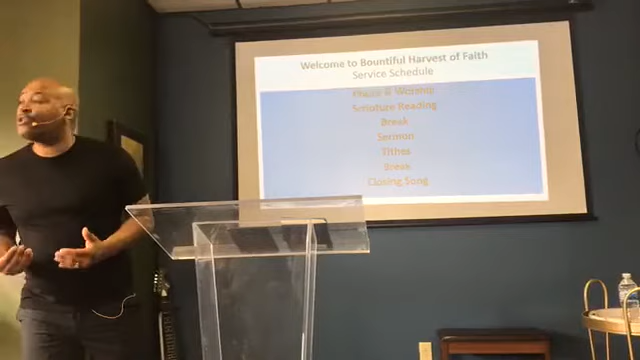 Welcome to Bountiful Harvest of Faith
Service Schedule
Praise & Worship
Scripture Reading
Break
Sermon
Tithes
Break
Closing Song